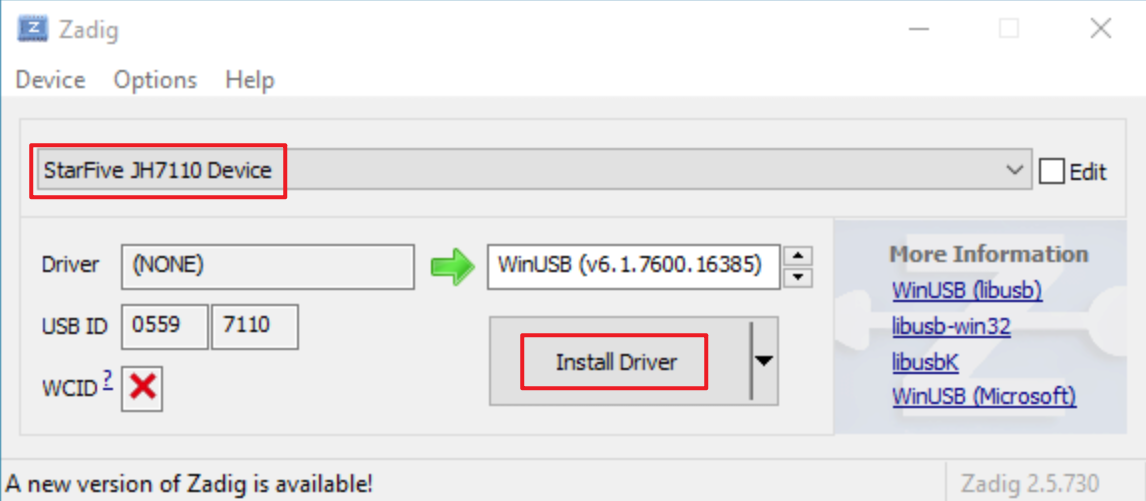 Zadig
Device Options Help
StarFive JH7110 Device
Edit
Driver (NONE) WinUSB (v6.1.7600.16385)
USB ID 0559 7110
WCID ?
Install Driver
More Information
WinUSB (libusb)
libusb-win32
libusbK
WinUSB (Microsoft)
A new version of Zadig is available!
Zadig 2.5.730